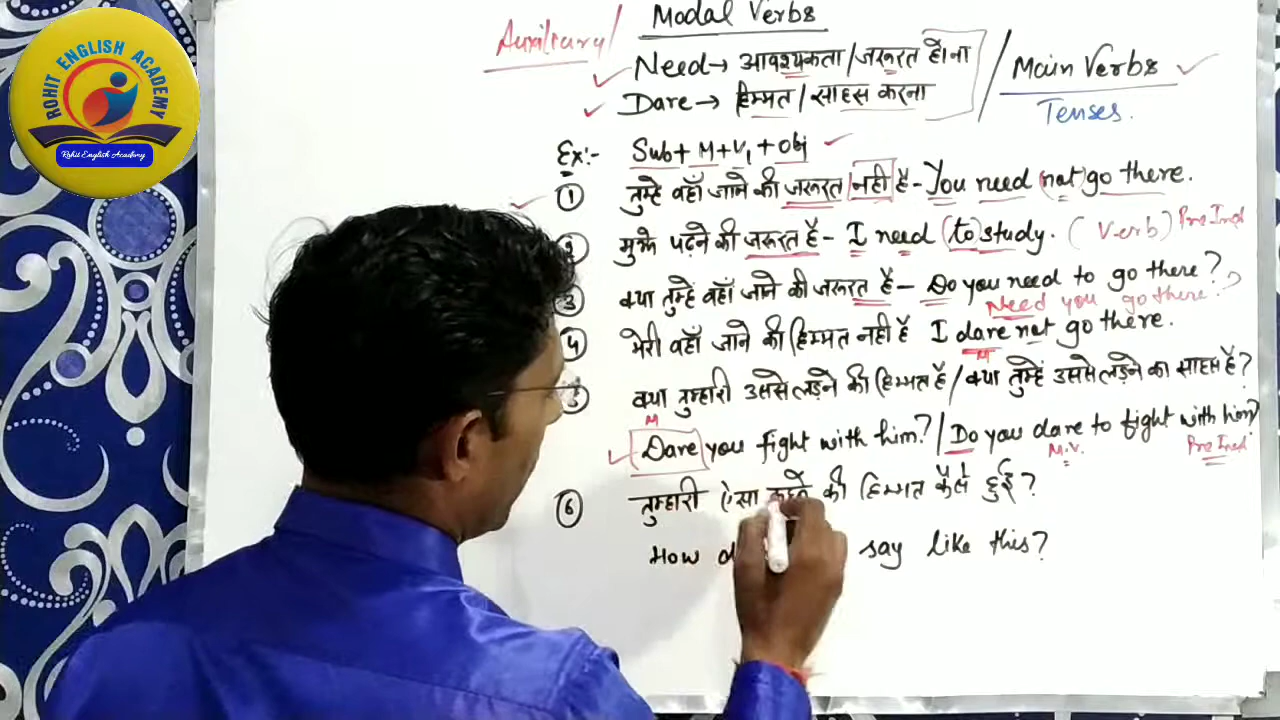 ROHIT ENGLISH ACADEMY
Rohit English Academy
Auxiliary / Modal Verbs
Need → आवश्यकता / जरूरत होना / Main Verbs
Dare → हिम्मत / साहस करना Tenses.
Ex:- Sub + M + V1 + Obj
① तुम्हे वहाँ जाने की जरूरत नही है - You need (not) go there.
मुझे पढ़ने की जरूरत है - I need (to) study. (Verb) Pre Ind
③ क्या तुम्हें वहाँ जाने की जरूरत है - Do you need to go there?
Need you go there?
④ मेरी वहाँ जाने की हिम्मत नही है I dare not go there.
M
क्या तुम्हारी उससे लड़ने की हिम्मत है / क्या तुम्हें उससे लड़ने का साहस है?
M
Dare you fight with him? / Do you dare to fight with him?
M.V. Pre Ind
⑥ तुम्हारी ऐसा कहने की हिम्मत कैसे हुई?
How say like this?